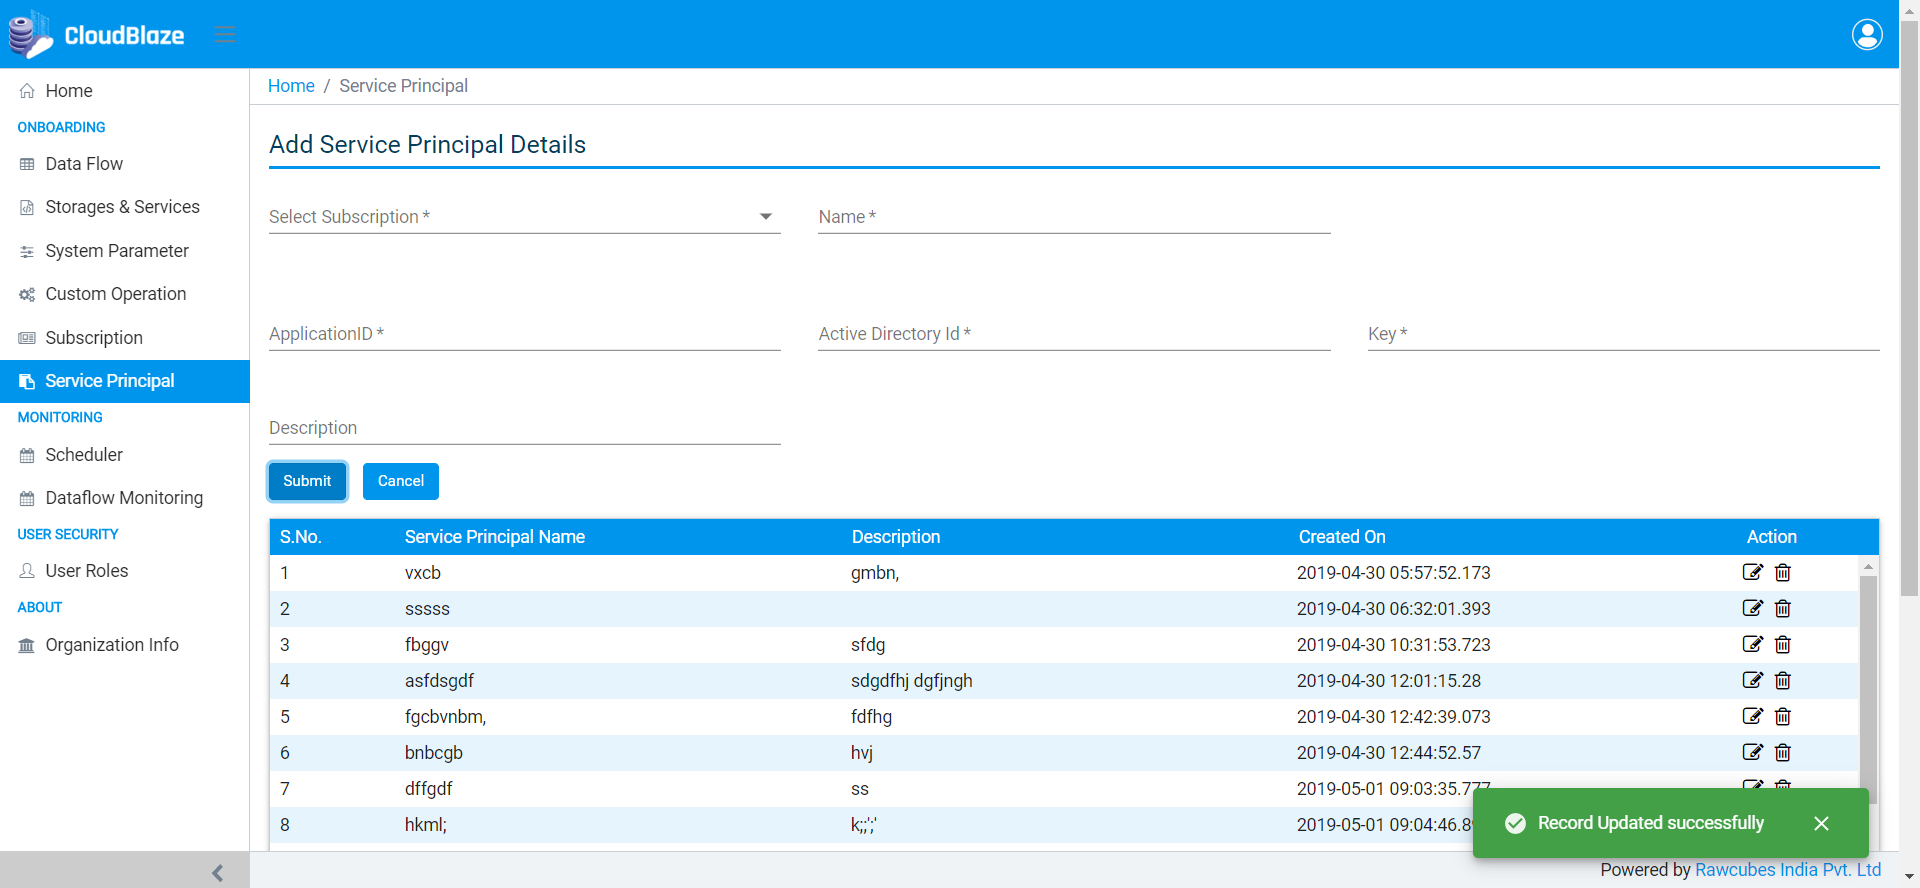 CloudBlaze
Home
ONBOARDING
Data Flow
Storages & Services
System Parameter
Custom Operation
Subscription
Service Principal
MONITORING
Scheduler
Dataflow Monitoring
USER SECURITY
User Roles
ABOUT
Organization Info
Home / Service Principal
Add Service Principal Details
Select Subscription *
Name *
ApplicationID *
Active Directory Id *
Key *
Description
Submit
Cancel
S.No. Service Principal Name Description Created On Action
1 vxcb gmbn, 2019-04-30 05:57:52.173
2 sssss 2019-04-30 06:32:01.393
3 fbggv sfdg 2019-04-30 10:31:53.723
4 asfdsgdf sdgdfhj dgfjngh 2019-04-30 12:01:15.28
5 fgcbvnbm, fdfhg 2019-04-30 12:42:39.073
6 bnbcgb hvj 2019-04-30 12:44:52.57
7 dffgdf ss 2019-05-01 09:03:35.777
8 hkml; k;;';' 2019-05-01
Record Updated successfully
Powered by Rawcubes India Pvt. Ltd